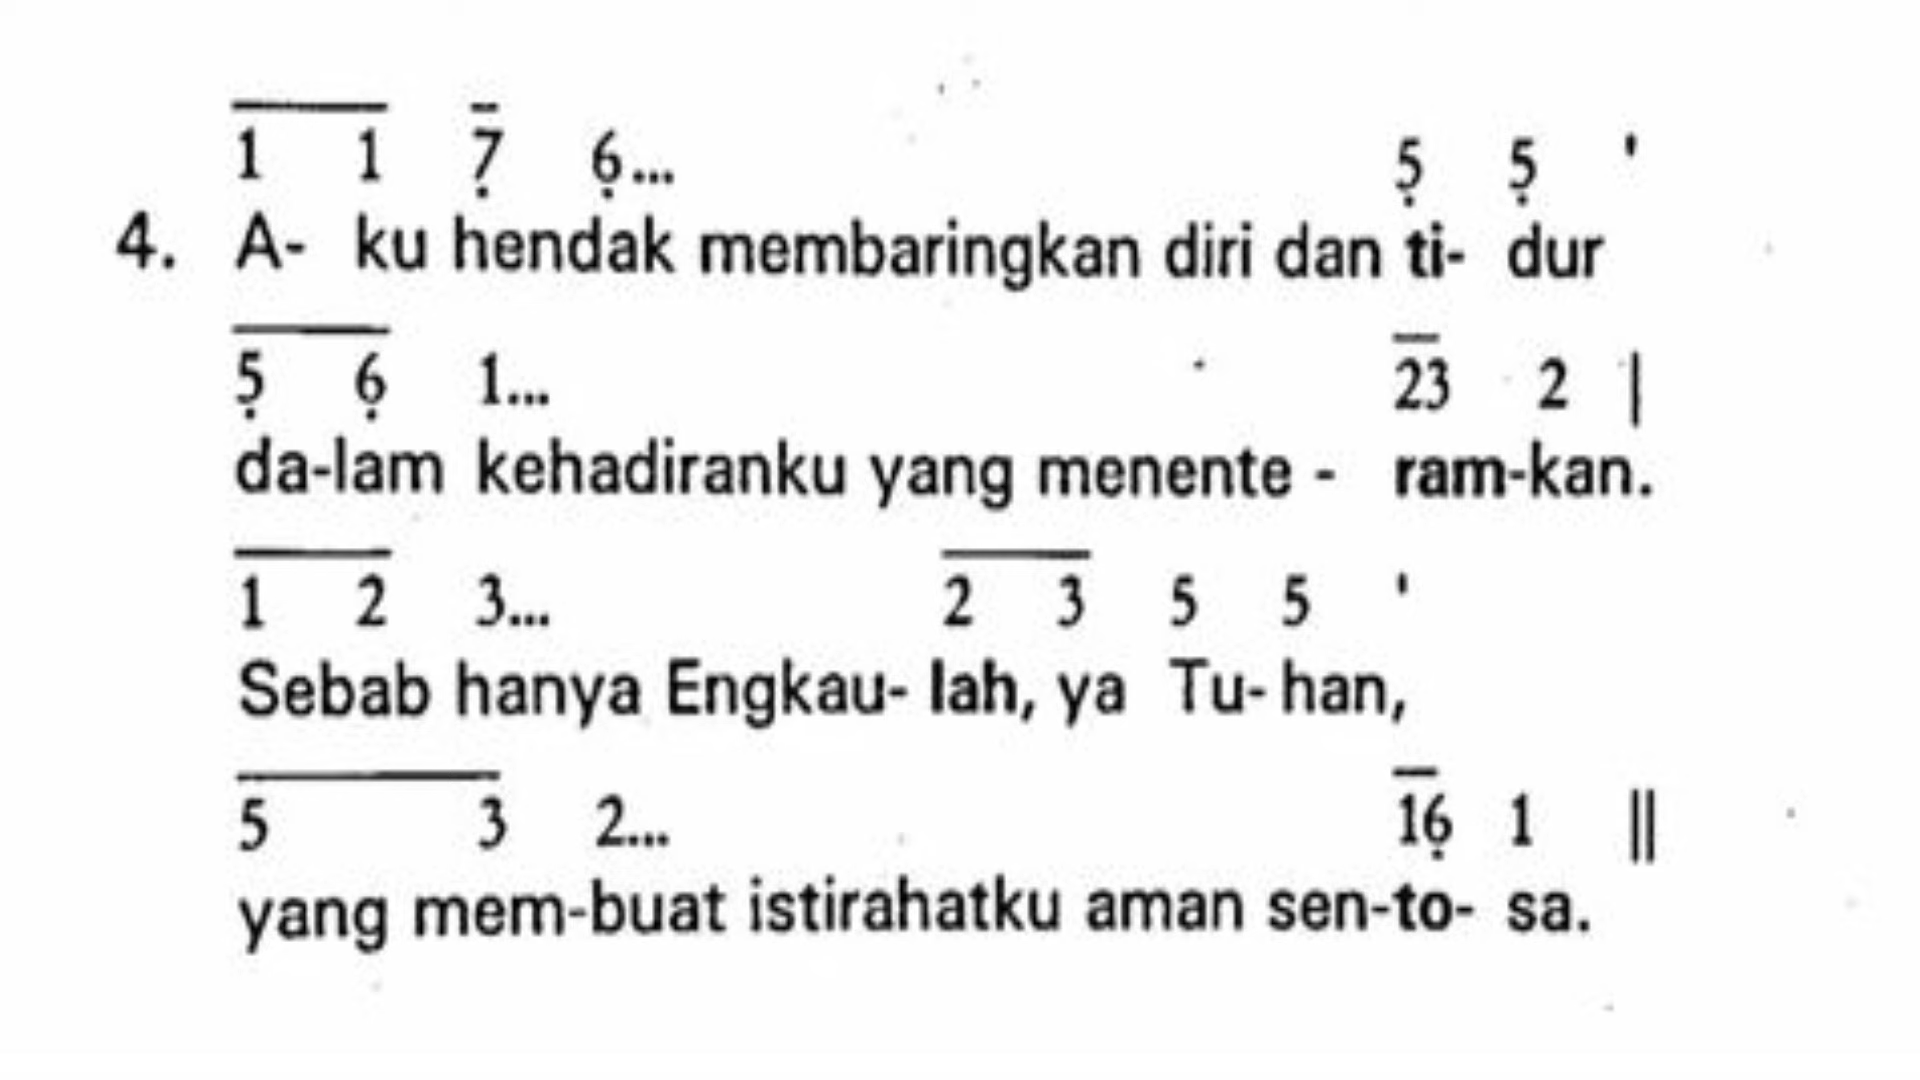 1 1 7̣ 6̣...  5̣ 5̣ '
4. A- ku hendak membaringkan diri dan ti- dur
5̣ 6̣ 1...  23 2 |
da-lam kehadiranku yang menente - ram-kan.
1 2 3...  2 3 5 5 '
Sebab hanya Engkau- lah, ya Tu- han,
5 3 2...  16̣ 1 ||
yang mem-buat istirahatku aman sen-to- sa.